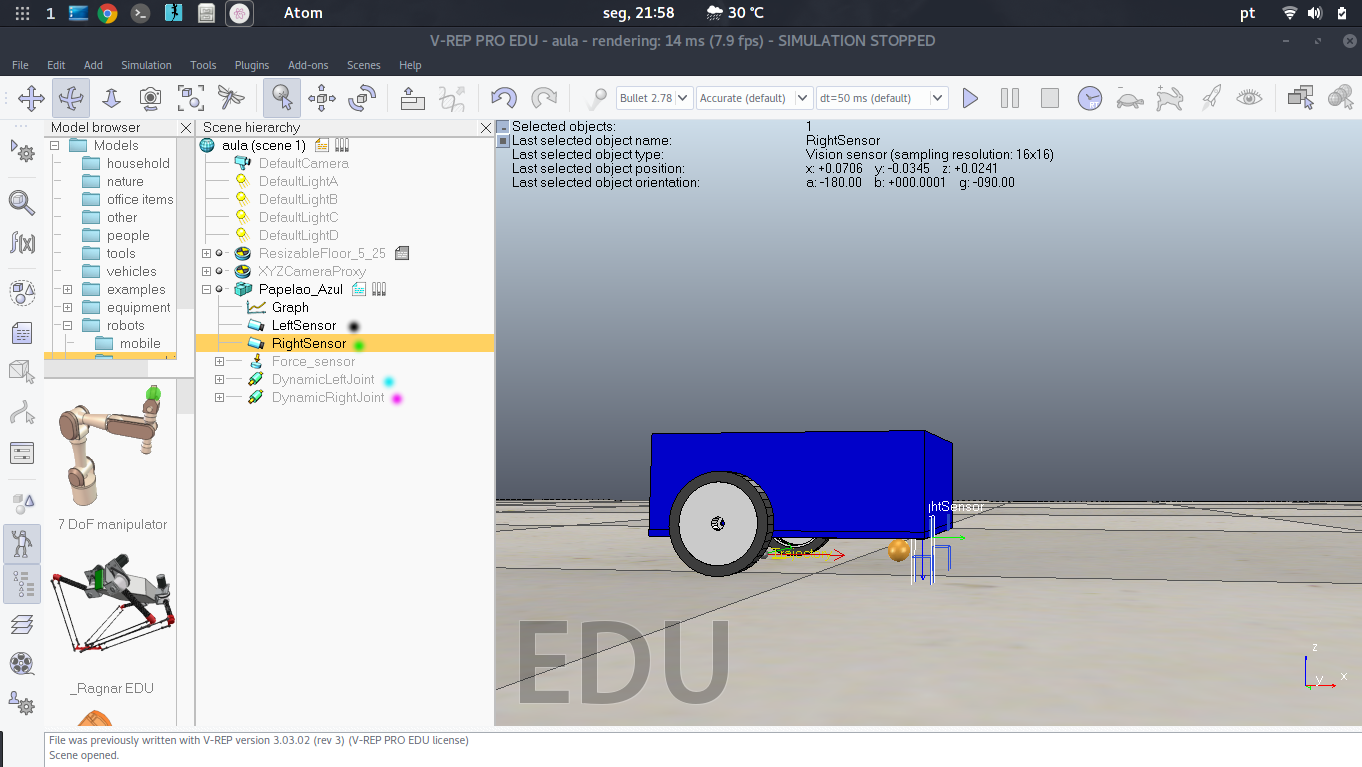 1 Atom seg, 21:58 30 °C pt
V-REP PRO EDU - aula - rendering: 14 ms (7.9 fps) - SIMULATION STOPPED
File Edit Add Simulation Tools Plugins Add-ons Scenes Help
Bullet 2.78 Accurate (default) dt=50 ms (default)
f(x)
Model browser
Models
household
nature
office items
other
people
tools
vehicles
examples
equipment
robots
mobile
7 DoF manipulator
_Ragnar EDU
Scene hierarchy
aula (scene 1)
DefaultCamera
DefaultLightA
DefaultLightB
DefaultLightC
DefaultLightD
ResizableFloor_5_25
XYZCameraProxy
Papelao_Azul
Graph
LeftSensor
RightSensor
Force_sensor
DynamicLeftJoint
DynamicRightJoint
Selected objects: 1
Last selected object name: RightSensor
Last selected object type: Vision sensor (sampling resolution: 16x16)
Last selected object position: x: +0.0706 y: -0.0345 z: +0.0241
Last selected object orientation: a: -180.00 b: +000.0001 g: -090.00
htSensor
EDU
z
y
x
File was previously written with V-REP version 3.03.02 (rev 3) (V-REP PRO EDU license)
Scene opened.